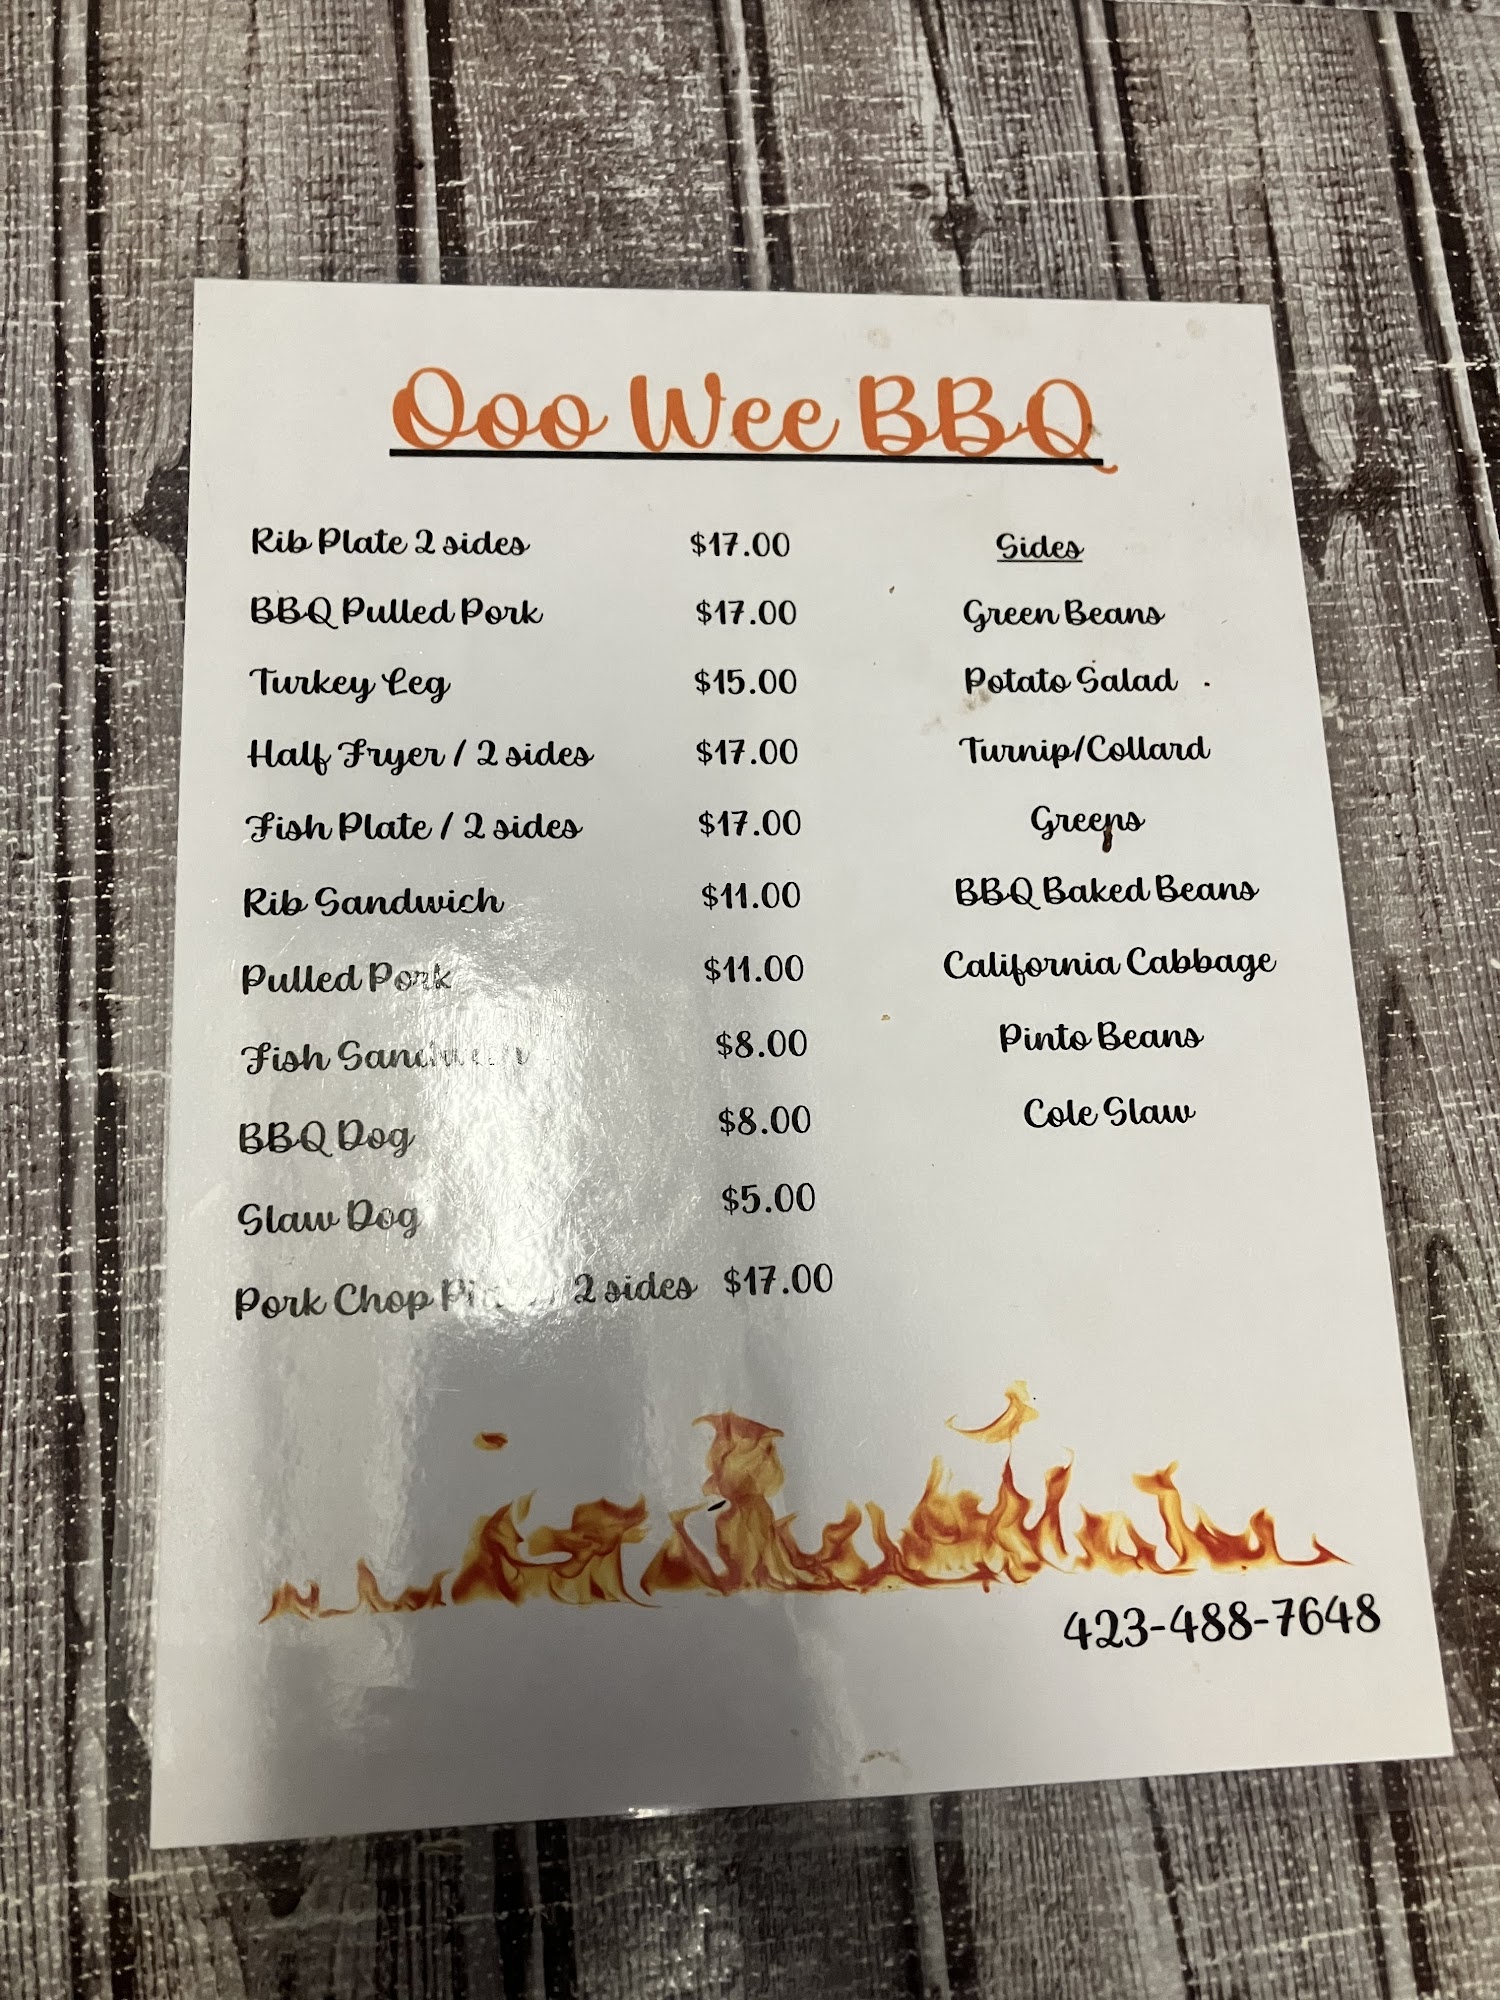 Ooo Wee BBQ
Rib Plate 2 sides $17.00
BBQ Pulled Pork $17.00
Turkey Leg $15.00
Half Fryer / 2 sides $17.00
Fish Plate / 2 sides $17.00
Rib Sandwich $11.00
Pulled Pork $11.00
Fish Sandwich $8.00
BBQ Dog $8.00
Slaw Dog $5.00
Pork Chop Plate / 2 sides $17.00
Sides
Green Beans
Potato Salad
Turnip/Collard
Greens
BBQ Baked Beans
California Cabbage
Pinto Beans
Cole Slaw
423-488-7648